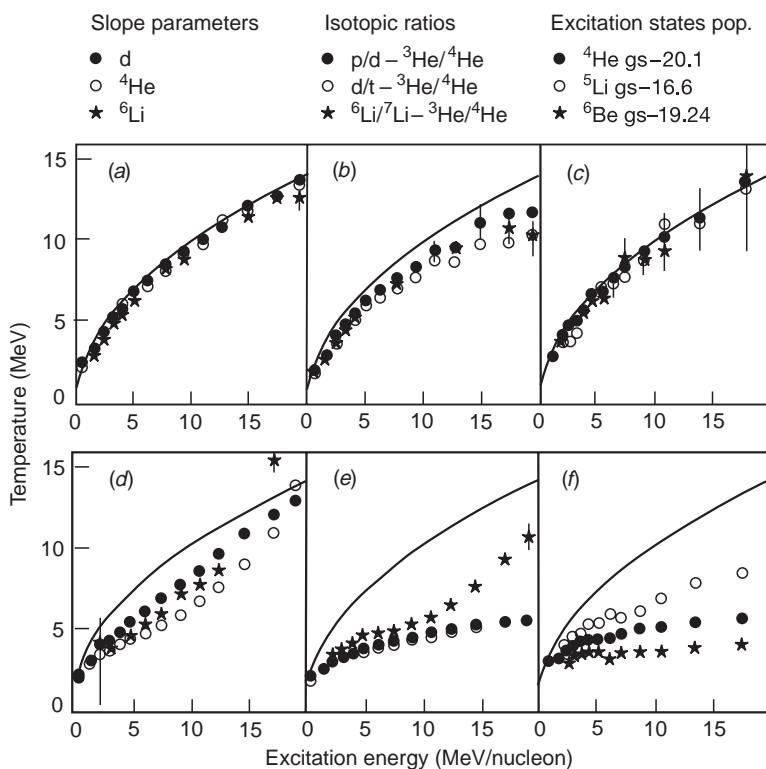 Slope parameters Isotopic ratios Excitation states pop.
● d p/d – ³He/⁴He ⁴He gs–20.1
○ ⁴He d/t – ³He/⁴He ⁵Li gs–16.6
★ ⁶Li ⁶Li/⁷Li – ³He/⁴He ⁶Be gs–19.24
15 (a) (b) (c)
10
5
0
0 5 10 15 0 5 10 15 0 5 10 15
15 (d) (e) (f)
10
5
0
0 5 10 15 0 5 10 15 0 5 10 15
Temperature (MeV)
Excitation energy (MeV/nucleon)